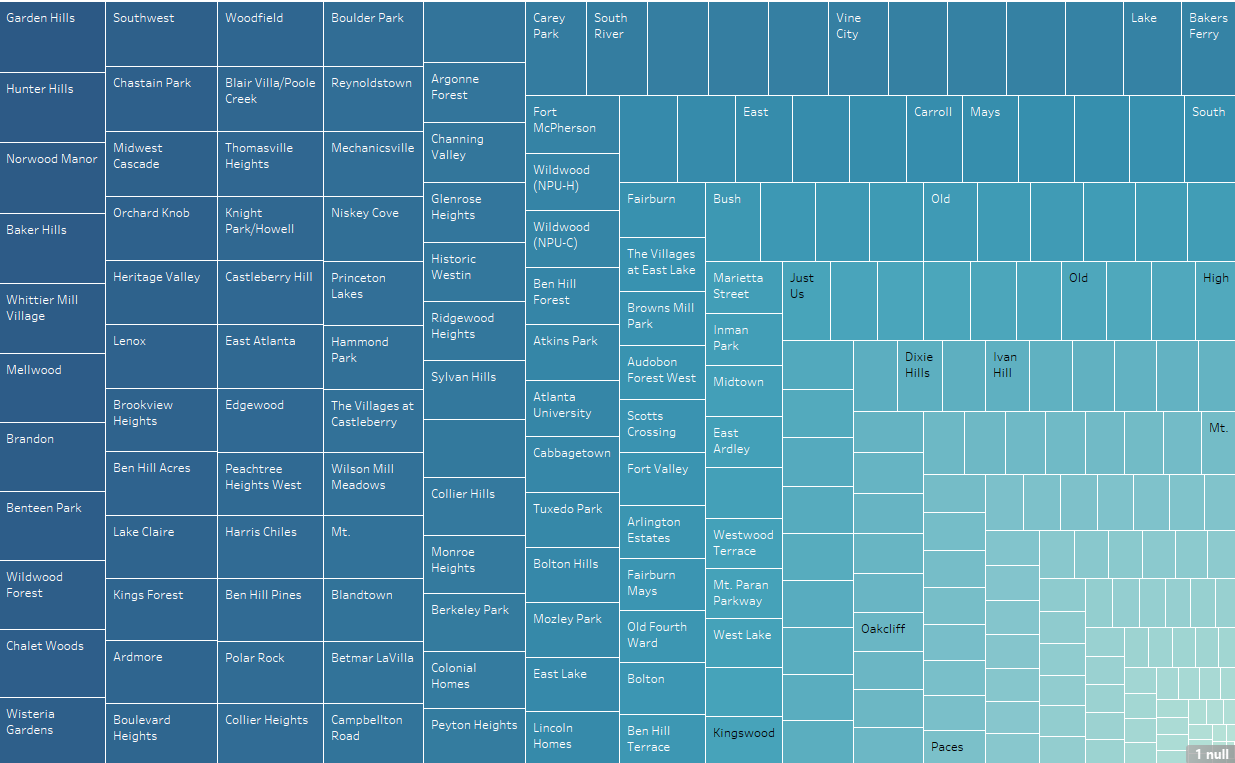 Garden Hills
Hunter Hills
Norwood Manor
Baker Hills
Whittier Mill
Village
Mellwood
Brandon
Benteen Park
Wildwood
Forest
Chalet Woods
Wisteria
Gardens
Southwest
Chastain Park
Midwest
Cascade
Orchard Knob
Heritage Valley
Lenox
Brookview
Heights
Ben Hill Acres
Lake Claire
Kings Forest
Ardmore
Boulevard
Heights
Woodfield
Blair Villa/Poole
Creek
Thomasville
Heights
Knight
Park/Howell
Castleberry Hill
East Atlanta
Edgewood
Peachtree
Heights West
Harris Chiles
Ben Hill Pines
Polar Rock
Collier Heights
Boulder Park
Reynoldstown
Mechanicsville
Niskey Cove
Princeton
Lakes
Hammond
Park
The Villages at
Castleberry
Wilson Mill
Meadows
Mt.
Blandtown
Betmar LaVilla
Campbellton
Road
Argonne
Forest
Channing
Valley
Glenrose
Heights
Historic
Westin
Ridgewood
Heights
Sylvan Hills
Collier Hills
Monroe
Heights
Berkeley Park
Colonial
Homes
Peyton Heights
Carey
Park
South
River
Vine
City
Lake
Bakers
Ferry
Fort
McPherson
Wildwood
(NPU-H)
Wildwood
(NPU-C)
Ben Hill
Forest
Atkins Park
Atlanta
University
Cabbagetown
Tuxedo Park
Bolton Hills
Mozley Park
East Lake
Lincoln
Homes
East
Carroll
Mays
South
Fairburn
The Villages
at East Lake
Browns Mill
Park
Audobon
Forest West
Scotts
Crossing
Fort Valley
Arlington
Estates
Fairburn
Mays
Old Fourth
Ward
Bolton
Ben Hill
Terrace
Bush
Old
Marietta
Street
Inman
Park
Midtown
East
Ardley
Westwood
Terrace
Mt. Paran
Parkway
West Lake
Kingswood
Just
Us
Old
High
Dixie
Hills
Ivan
Hill
Mt.
Oakcliff
Paces
1 null